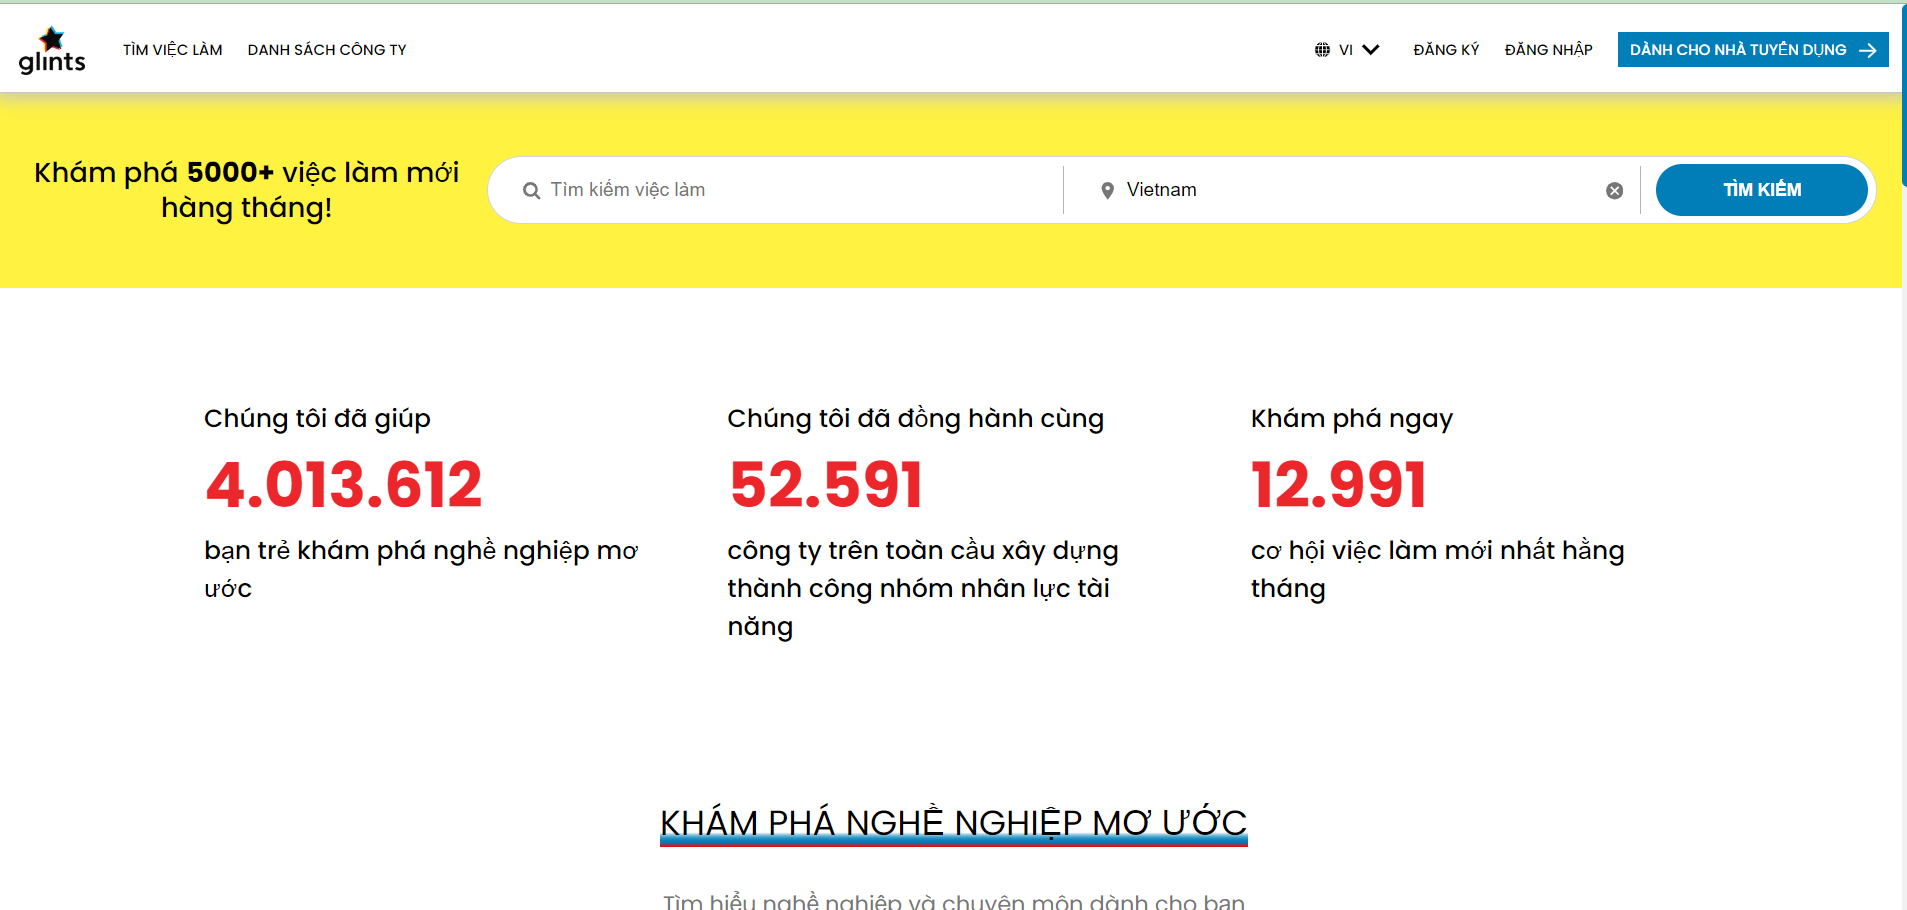 glints
TÌM VIỆC LÀM
DANH SÁCH CÔNG TY
VI
ĐĂNG KÝ
ĐĂNG NHẬP
DÀNH CHO NHÀ TUYỂN DỤNG
Khám phá 5000+ việc làm mới
hàng tháng!
Tìm kiếm việc làm
Vietnam
TÌM KIẾM
Chúng tôi đã giúp
4.013.612
bạn trẻ khám phá nghề nghiệp mơ
ước
Chúng tôi đã đồng hành cùng
52.591
công ty trên toàn cầu xây dựng
thành công nhóm nhân lực tài
năng
Khám phá ngay
12.991
cơ hội việc làm mới nhất hằng
tháng
KHÁM PHÁ NGHỀ NGHIỆP MƠ ƯỚC
Tìm hiểu nghề nghiệp và chuyên môn dành cho bạn